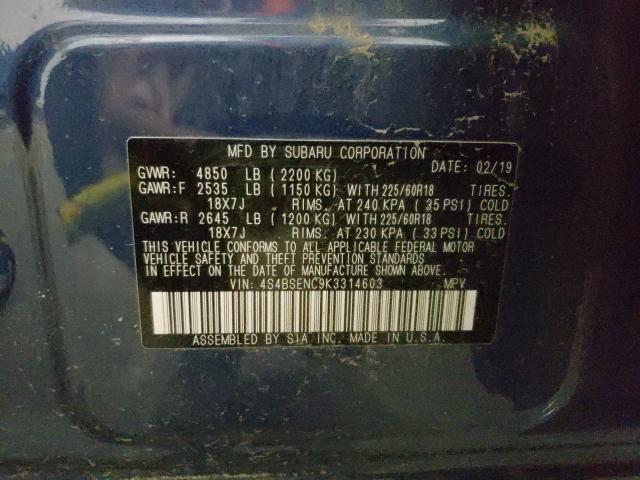 MFD BY SUBARU CORPORATION DATE: 02/19
GVWR: 4850 LB ( 2200 KG)
GAWR:F 2535 LB ( 1150 KG) WITH 225/60R18 TIRES.
18X7J RIMS. AT 240 KPA ( 35 PSI) COLD
GAWR:R 2645 LB ( 1200 KG) WITH 225/60R18 TIRES.
18X7J RIMS. AT 230 KPA ( 33 PSI) COLD
THIS VEHICLE CONFORMS TO ALL APPLICABLE FEDERAL MOTOR
VEHICLE SAFETY AND THEFT PREVENTION STANDARDS
IN EFFECT ON THE DATE OF MANUFACTURE SHOWN ABOVE.
VIN: 4S4BSENC9K3314603 MPV
ASSEMBLED BY SIA INC. MADE IN U.S.A.